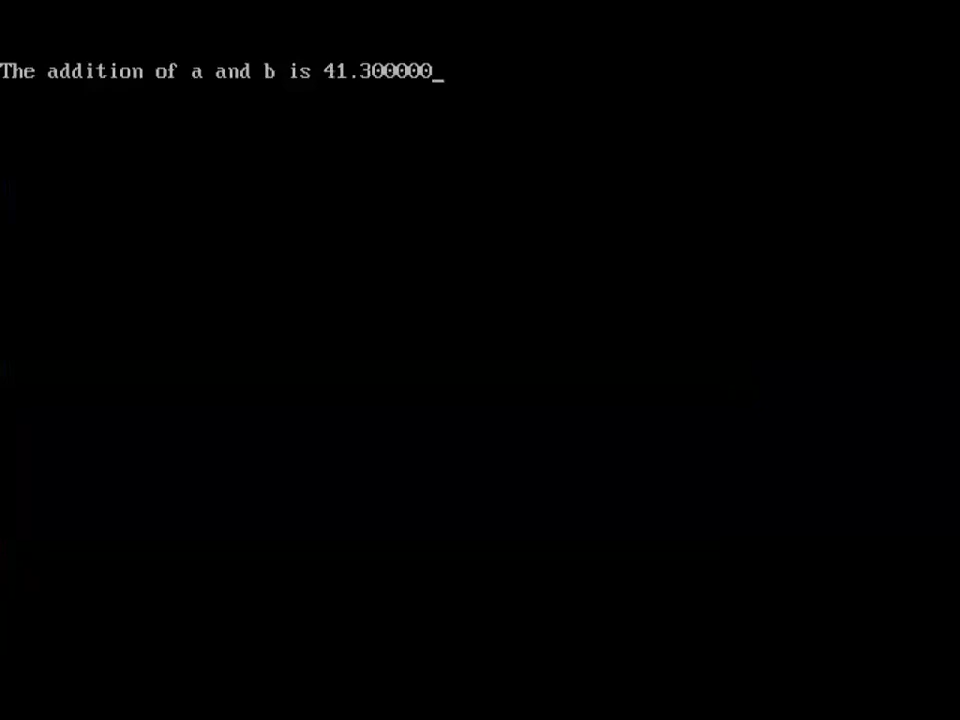 The addition of a and b is 41.300000_